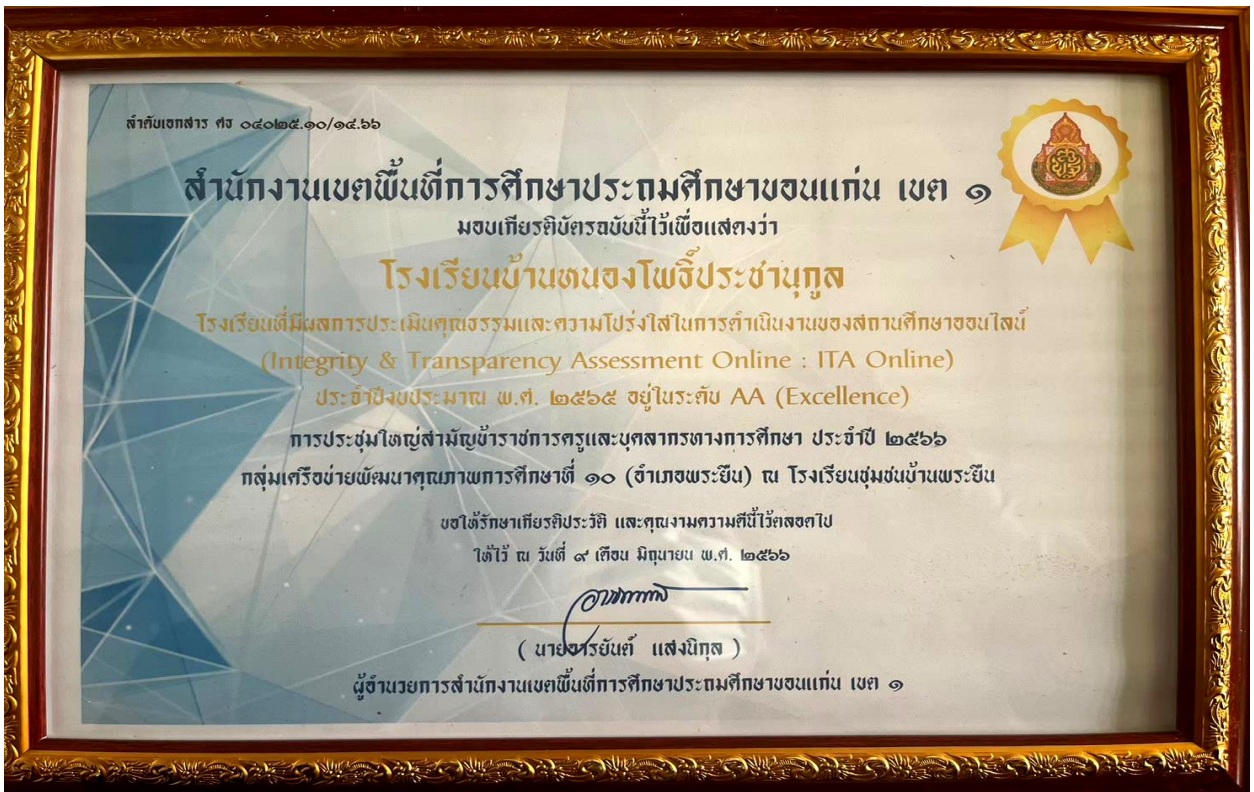 ลำดับเอกสาร ศธ ๐๔๐๒๕.๑๐/๑๔.๖๖
สำนักงานเขตพื้นที่การศึกษาประถมศึกษาขอนแก่น เขต ๑
มอบเกียรติบัตรฉบับนี้ไว้เพื่อแสดงว่า
โรงเรียนบ้านหนองโพธิ์ประชานุกูล
โรงเรียนที่มีผลการประเมินคุณธรรมและความโปร่งใสในการดำเนินงานของสถานศึกษาออนไลน์
(Integrity & Transparency Assessment Online : ITA Online)
ประจำปีงบประมาณ พ.ศ. ๒๕๖๕ อยู่ในระดับ AA (Excellence)
การประชุมใหญ่สามัญข้าราชการครูและบุคลากรทางการศึกษา ประจำปี ๒๕๖๖
กลุ่มเครือข่ายพัฒนาคุณภาพการศึกษาที่ ๑๐ (อำเภอพระยืน) ณ โรงเรียนชุมชนบ้านพระยืน
ขอให้รักษาเกียรติประวัติ และคุณงามความดีนี้ไว้ตลอดไป
ให้ไว้ ณ วันที่ ๙ เดือน มิถุนายน พ.ศ. ๒๕๖๖
( นายอารยันต์ แสงนิกุล )
ผู้อำนวยการสำนักงานเขตพื้นที่การศึกษาประถมศึกษาขอนแก่น เขต ๑